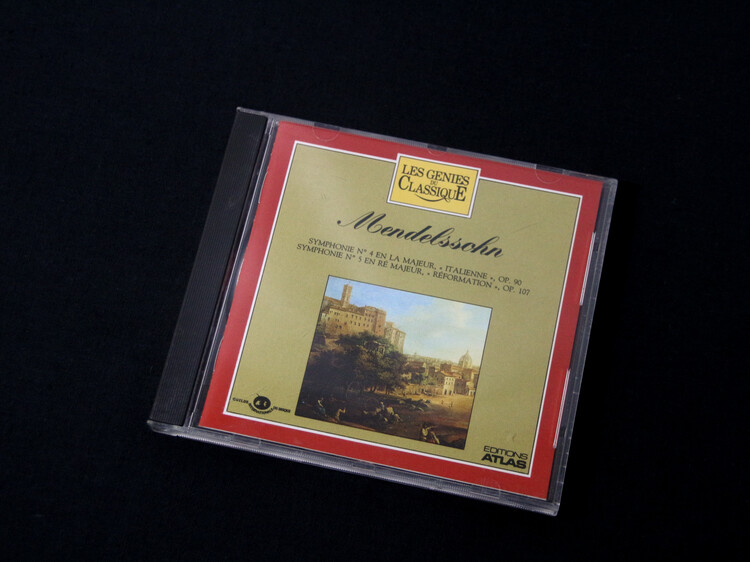 LES GENIES
DU
CLASSIQUE
Mendelssohn
SYMPHONIE N° 4 EN LA MAJEUR, « ITALIENNE », OP. 90
SYMPHONIE N° 5 EN RÉ MAJEUR, « RÉFORMATION », OP. 107
EDITIONS
ATLAS